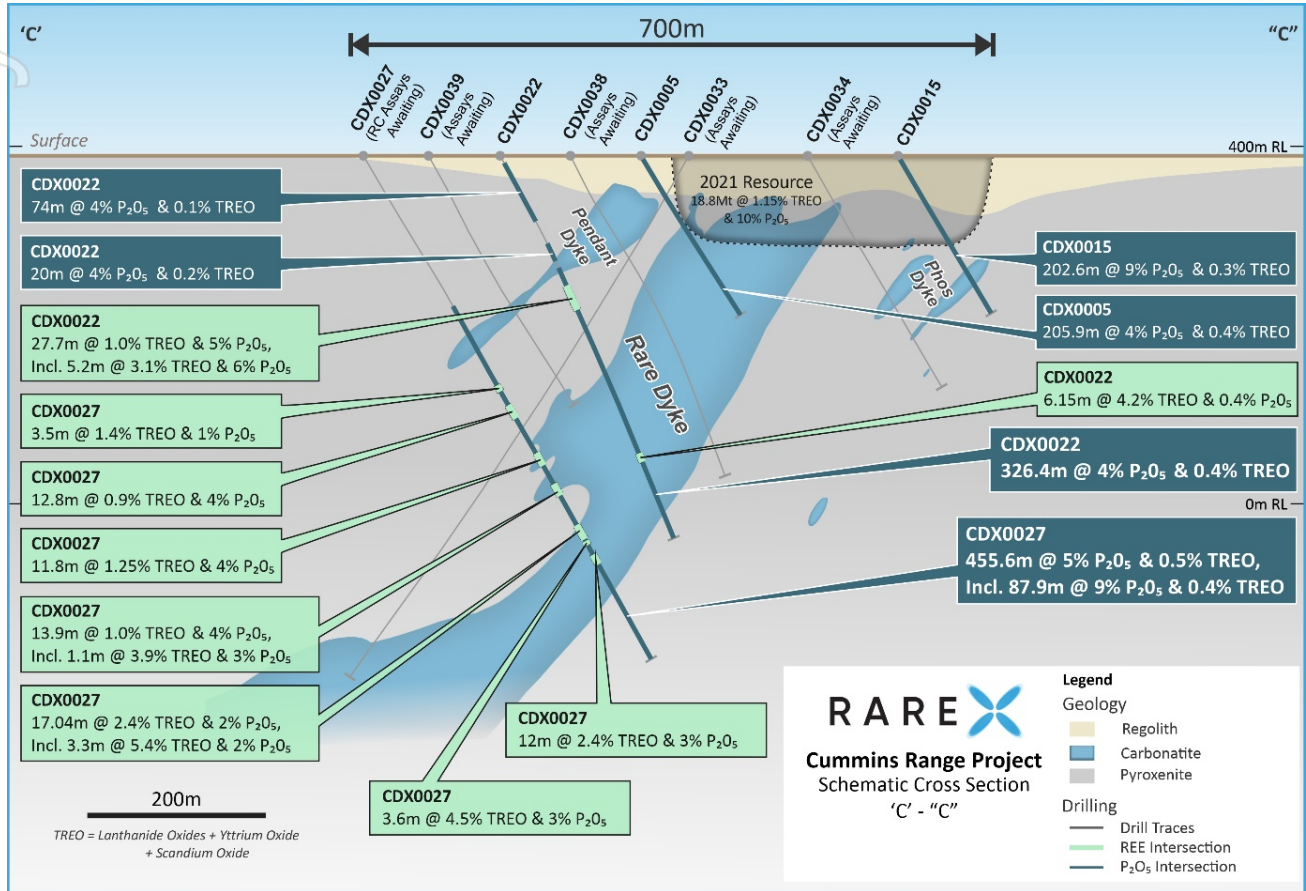 'C'
700m
“C”
CDX0027
(RC Assays
Awaiting)
CDX0039
(Assays
Awaiting)
CDX0022
CDX0038
(Assays
Awaiting)
CDX0005
CDX0033
(Assays
Awaiting)
CDX0034
(Assays
Awaiting)
CDX0015
Surface
400m RL
2021 Resource
18.8Mt @ 1.15% TREO
& 10% P₂O₅
CDX0022
74m @ 4% P₂O₅ & 0.1% TREO
CDX0022
20m @ 4% P₂O₅ & 0.2% TREO
CDX0022
27.7m @ 1.0% TREO & 5% P₂O₅,
Incl. 5.2m @ 3.1% TREO & 6% P₂O₅
CDX0027
3.5m @ 1.4% TREO & 1% P₂O₅
CDX0027
12.8m @ 0.9% TREO & 4% P₂O₅
CDX0027
11.8m @ 1.25% TREO & 4% P₂O₅
CDX0027
13.9m @ 1.0% TREO & 4% P₂O₅,
Incl. 1.1m @ 3.9% TREO & 3% P₂O₅
CDX0027
17.04m @ 2.4% TREO & 2% P₂O₅,
Incl. 3.3m @ 5.4% TREO & 2% P₂O₅
Pendant
Dyke
Rare Dyke
Phos
Dyke
CDX0015
202.6m @ 9% P₂O₅ & 0.3% TREO
CDX0005
205.9m @ 4% P₂O₅ & 0.4% TREO
CDX0022
6.15m @ 4.2% TREO & 0.4% P₂O₅
CDX0022
326.4m @ 4% P₂O₅ & 0.4% TREO
0m RL
CDX0027
455.6m @ 5% P₂O₅ & 0.5% TREO,
Incl. 87.9m @ 9% P₂O₅ & 0.4% TREO
CDX0027
12m @ 2.4% TREO & 3% P₂O₅
CDX0027
3.6m @ 4.5% TREO & 3% P₂O₅
200m
TREO = Lanthanide Oxides + Yttrium Oxide
+ Scandium Oxide
RAREX
Cummins Range Project
Schematic Cross Section
'C' - “C”
Legend
Geology
Regolith
Carbonatite
Pyroxenite
Drilling
Drill Traces
REE Intersection
P₂O₅ Intersection